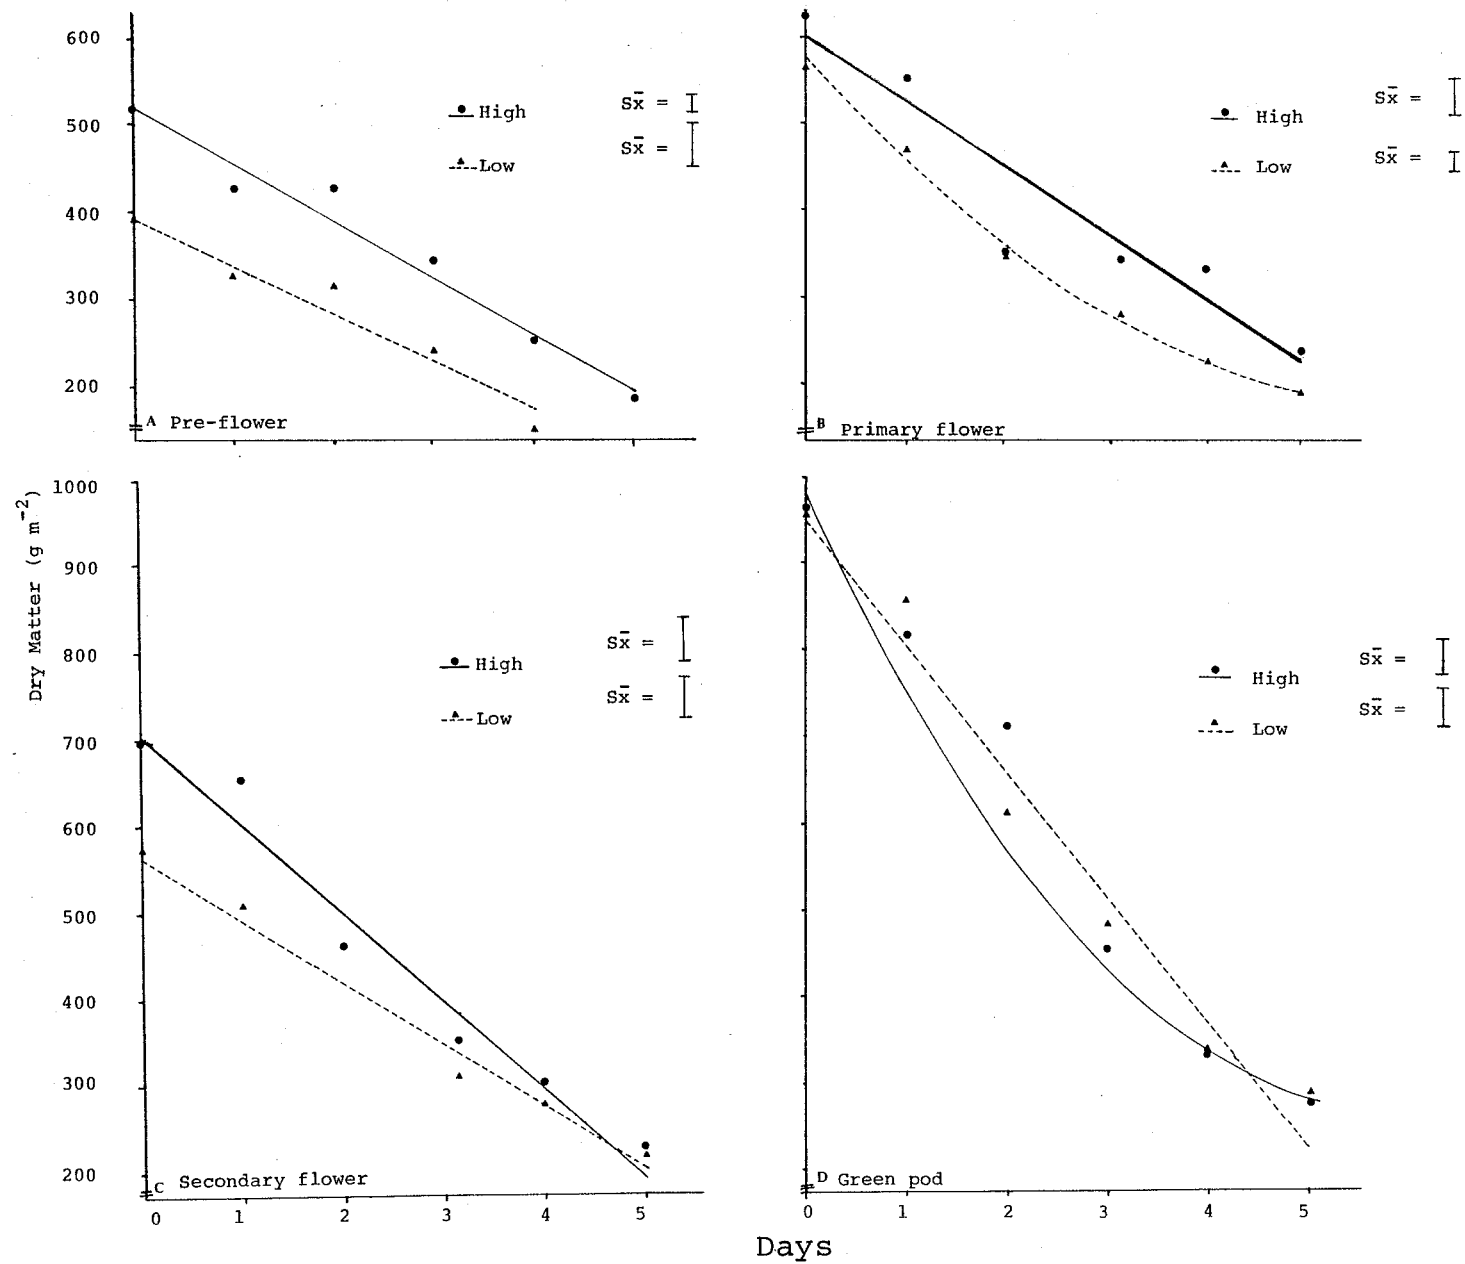 600
500
400
300
200
High
Low
Sx̄ =
Sx̄ =
A Pre-flower
High
Low
Sx̄ =
Sx̄ =
B Primary flower
Dry Matter (g m⁻²)
1000
900
800
700
600
500
400
300
200
High
Low
Sx̄ =
Sx̄ =
C Secondary flower
0 1 2 3 4 5
High
Low
Sx̄ =
Sx̄ =
D Green pod
0 1 2 3 4 5
Days